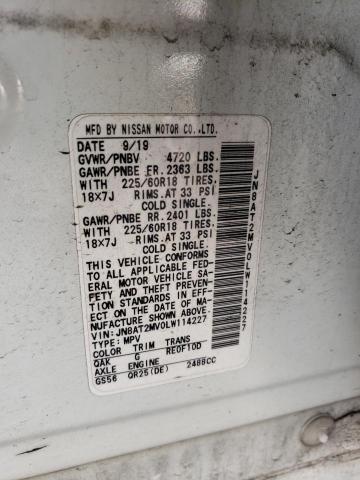 MFD BY NISSAN MOTOR CO.,LTD.
DATE 9/19
GVWR/PNBV 4720 LBS.
GAWR/PNBE FR. 2363 LBS.
WITH 225/60R18 TIRES.
18X7J RIMS.AT 33 PSI
COLD SINGLE.
GAWR/PNBE RR. 2401 LBS.
WITH 225/60R18 TIRES.
18X7J RIMS.AT 33 PSI
COLD SINGLE.
THIS VEHICLE CONFORMS
TO ALL APPLICABLE FED-
ERAL MOTOR VEHICLE SA-
FETY AND THEFT PREVEN-
TION STANDARDS IN EFF-
ECT ON THE DATE OF MA-
NUFACTURE SHOWN ABOVE.
VIN:JN8AT2MV0LW114227
TYPE: MPV
COLOR TRIM TRANS
QAK G RE0F10D
AXLE ENGINE
GS56 QR25(DE) 2488CC
JN8AT2MV0LW114227